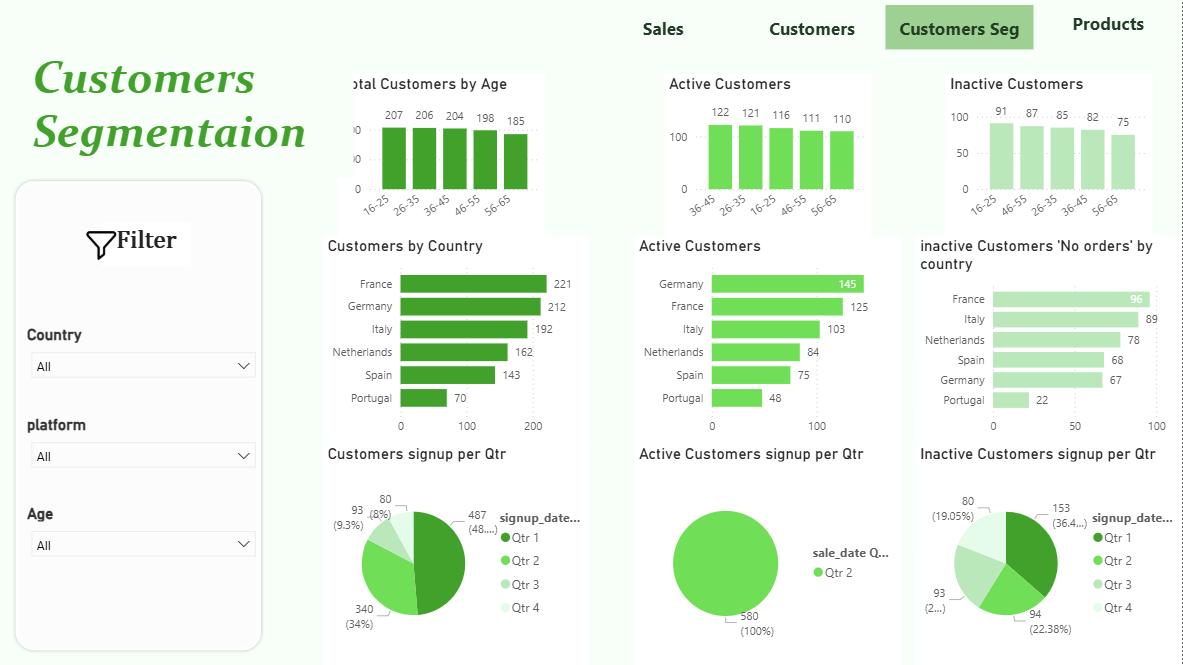 Sales
Customers
Customers Seg
Products
Customers
Segmentaion
Filter
Country
All
platform
All
Age
All
otal Customers by Age
207 206 204 198 185
0
16-25 26-35 36-45 46-55 56-65
Active Customers
122 121 116 111 110
100
0
36-45 26-35 16-25 46-55 56-65
Inactive Customers
91 87 85 82 75
100
50
0
16-25 46-55 26-35 36-45 56-65
Customers by Country
France 221
Germany 212
Italy 192
Netherlands 162
Spain 143
Portugal 70
0 100 200
Active Customers
Germany 145
France 125
Italy 103
Netherlands 84
Spain 75
Portugal 48
0 100
inactive Customers 'No orders' by
country
France 96
Italy 89
Netherlands 78
Spain 68
Germany 67
Portugal 22
0 50 100
Customers signup per Qtr
80
(8%)
93
(9.3%)
487
(48....)
340
(34%)
signup_date...
Qtr 1
Qtr 2
Qtr 3
Qtr 4
Active Customers signup per Qtr
580
(100%)
sale_date Q...
Qtr 2
Inactive Customers signup per Qtr
80
(19.05%)
153
(36.4...)
93
(2...)
94
(22.38%)
signup_date...
Qtr 1
Qtr 2
Qtr 3
Qtr 4